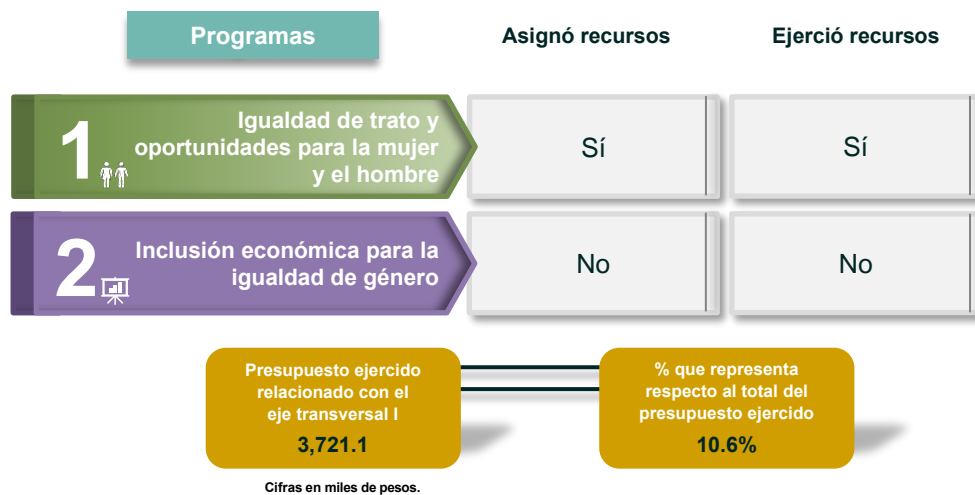 Programas
Asignó recursos
Ejerció recursos
1
Igualdad de trato y
oportunidades para la mujer
y el hombre
Sí
Sí
2
Inclusión económica para la
igualdad de género
No
No
Presupuesto ejercido
relacionado con el
eje transversal I
3,721.1
% que representa
respecto al total del
presupuesto ejercido
10.6%
Cifras en miles de pesos.